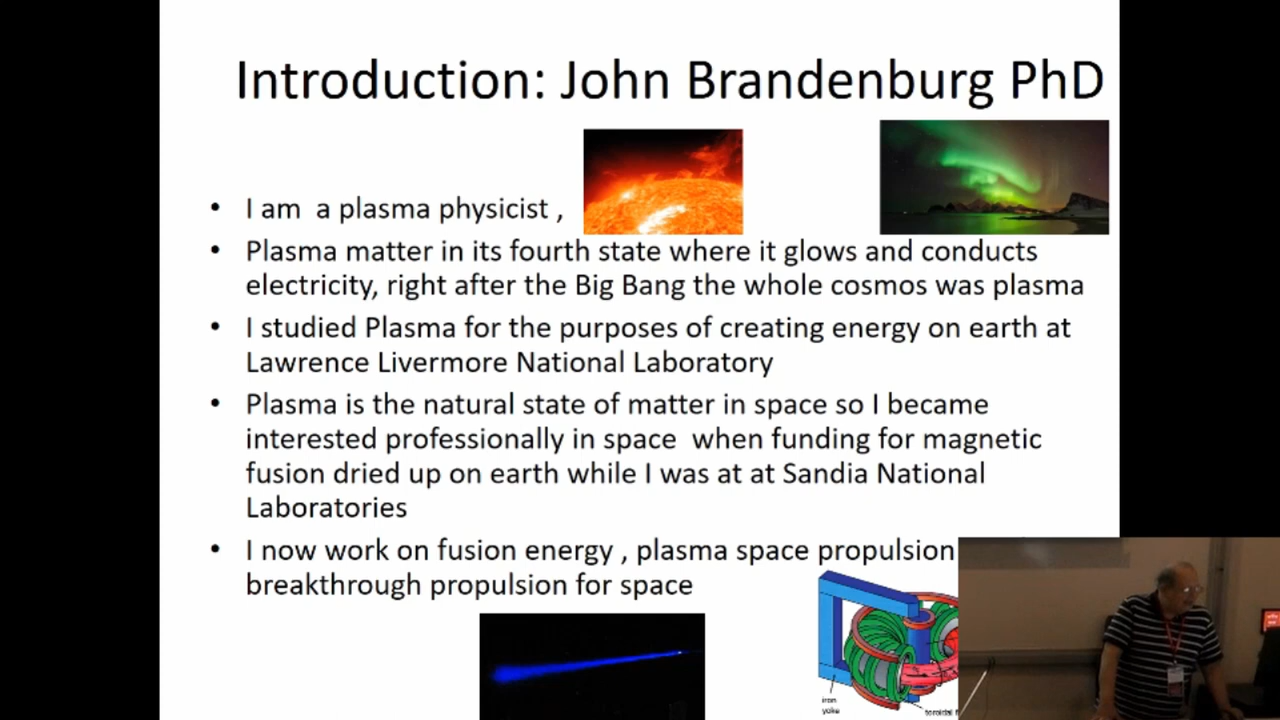 Introduction: John Brandenburg PhD
• I am a plasma physicist ,
• Plasma matter in its fourth state where it glows and conducts
electricity, right after the Big Bang the whole cosmos was plasma
• I studied Plasma for the purposes of creating energy on earth at
Lawrence Livermore National Laboratory
• Plasma is the natural state of matter in space so I became
interested professionally in space when funding for magnetic
fusion dried up on earth while I was at at Sandia National
Laboratories
• I now work on fusion energy , plasma space propulsion
breakthrough propulsion for space
iron
yoke
toroidal